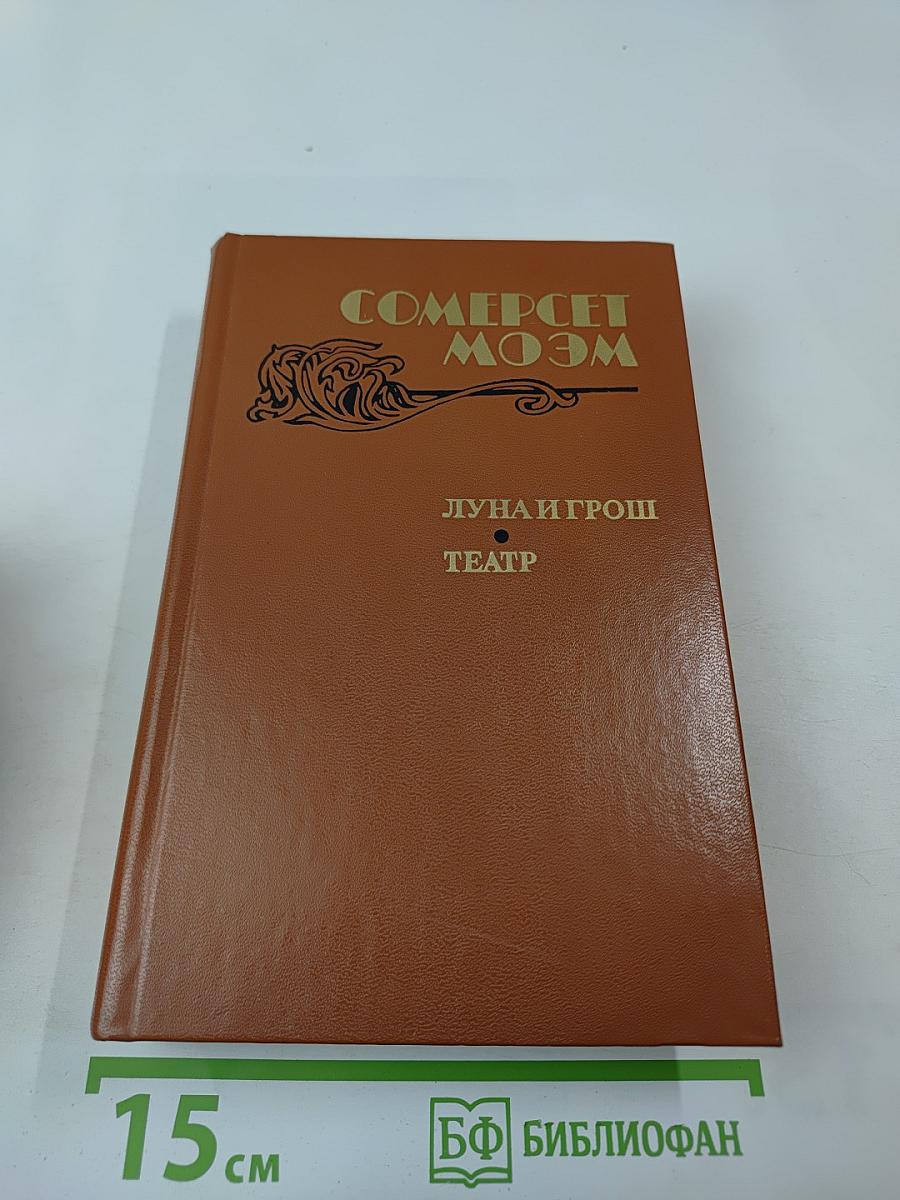 СОМЕРСЕТ
МОЭМ
ЛУНА И ГРОШ
ТЕАТР
15 см
БФ БИБЛИОФАН